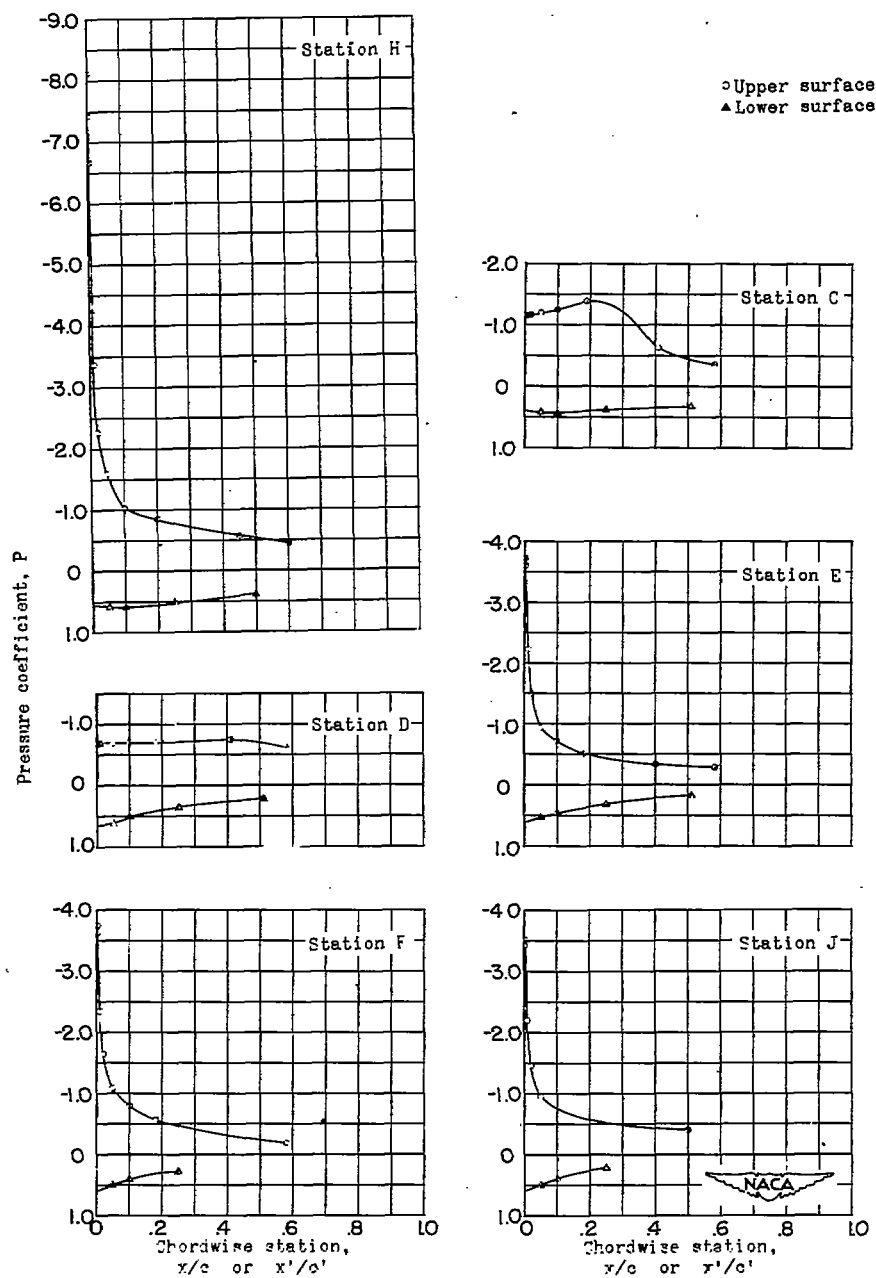 -9.0
Station H
-8.0
-7.0
-6.0
-5.0
-4.0
-3.0
-2.0
-1.0
0
1.0
Upper surface
Lower surface
-2.0
Station C
-1.0
0
1.0
Pressure coefficient, P
-1.0
Station D
0
1.0
-4.0
Station E
-3.0
-2.0
-1.0
0
1.0
-4.0
Station F
-3.0
-2.0
-1.0
0
1.0
0 .2 .4 .6 .8 1.0
Chordwise station,
x/c or x'/c'
-4.0
Station J
-3.0
-2.0
-1.0
0
1.0
NACA
0 .2 .4 .6 .8 1.0
Chordwise station,
x/c or x'/c'